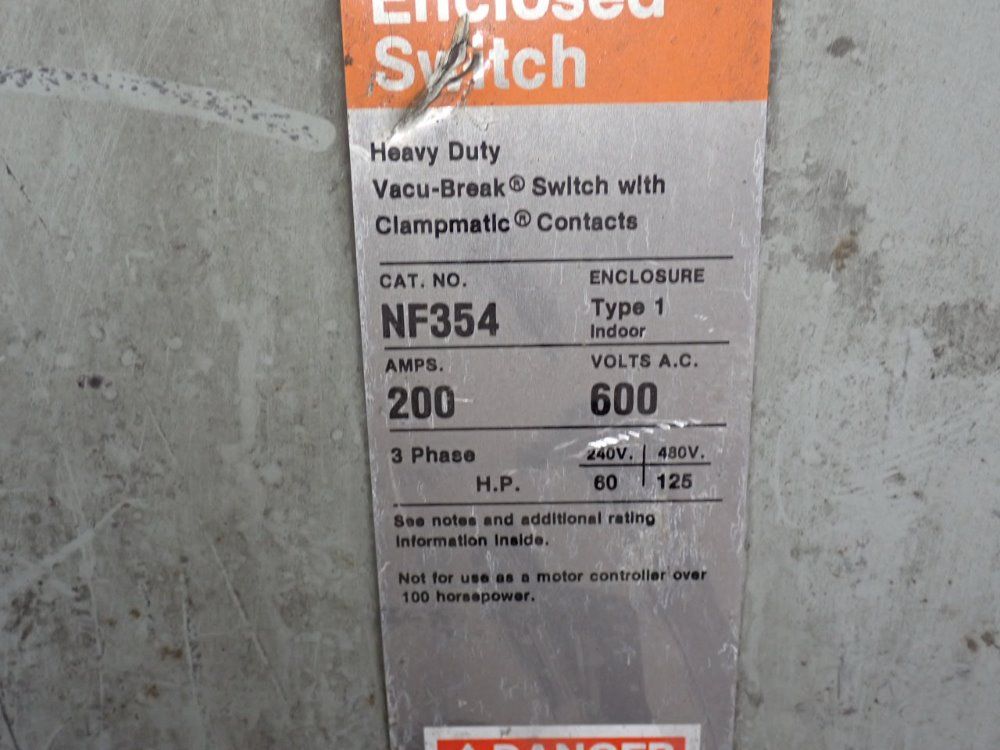 Enclosed
Switch
Heavy Duty
Vacu-Break® Switch with
Clampmatic® Contacts
CAT. NO.
ENCLOSURE
NF354
Type 1
Indoor
AMPS.
VOLTS A.C.
200
600
3 Phase
240V. 480V.
H.P.
60 125
See notes and additional rating
information inside.
Not for use as a motor controller over
100 horsepower.
DANGER